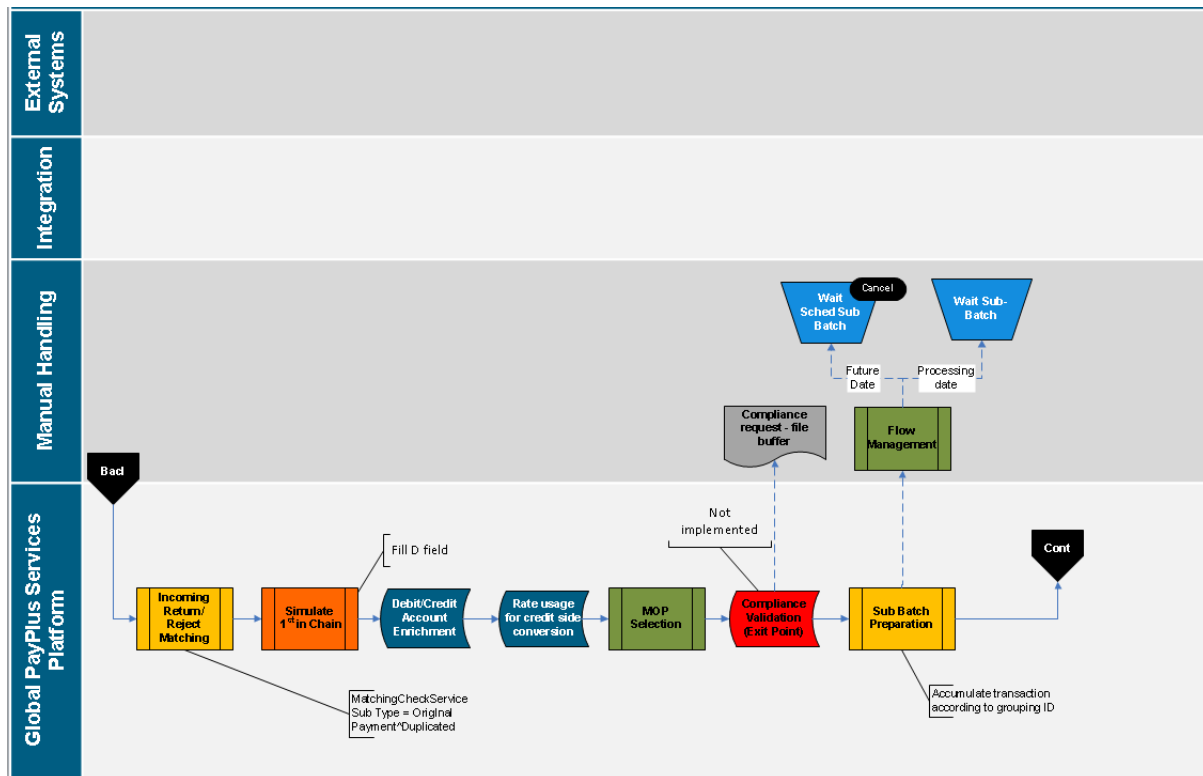 External
Systems
Integration
Manual Handling
Global PayPlus Services
Platform
Wait
Sched Sub
Batch
Cancel
Wait Sub-
Batch
Future
Date
Processing
date
Compliance
request - file
buffer
Flow
Management
Bacl
Not
implemented
Cont
Fill D field
Incoming
Return/
Reject
Matching
Simulate
1st in Chain
Debit/Credit
Account
Enrichment
Rate usage
for credit side
conversion
MOP
Selection
Compliance
Validation
(Exit Point)
Sub Batch
Preparation
MatchingCheckService
Sub Type = Original
Payment^Duplicated
Accumulate transaction
according to grouping ID